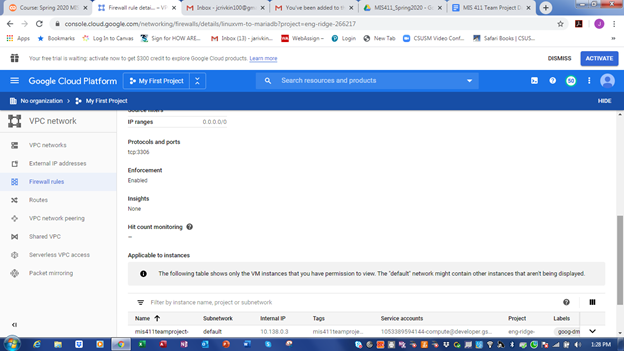 Course: Spring 2020 MIS
Firewall rule details – V
Inbox - jcnivkin100@gm
You've been added to th
MIS411_Spring2020 - G
MIS 411 Team Project D
console.cloud.google.com/networking/firewalls/details/linuxvm-to-mariadb?project=eng-ridge-266217
Apps
Bookmarks
Log In to Canvas
Sign for HOW ARE...
Inbox (13) - jcnivkin...
WebAssign -
Login
New Tab
CSUSM Video Conf...
Safari Books (CSUS...
Your free trial is waiting: activate now to get $300 credit to explore Google Cloud products. Learn more
DISMISS
ACTIVATE
Google Cloud Platform
My First Project
Search resources and products
50
No organization > My First Project
HIDE
VPC network
VPC networks
External IP addresses
Firewall rules
Routes
VPC network peering
Shared VPC
Serverless VPC access
Packet mirroring
Source filters
IP ranges 0.0.0.0/0
Protocols and ports
tcp:3306
Enforcement
Enabled
Insights
None
Hit count monitoring
—
Applicable to instances
The following table shows only the VM instances that you have permission to view. The "default" network might contain other instances that aren't being displayed.
Filter by instance name, project or subnetwork
Name Subnetwork Internal IP Tags Service accounts Project Labels
mis411teamproject- default 10.138.0.3 mis411teamproje... 1053389594144-compute@developer.gs... eng-ridge- goog-dm
1:28 PM